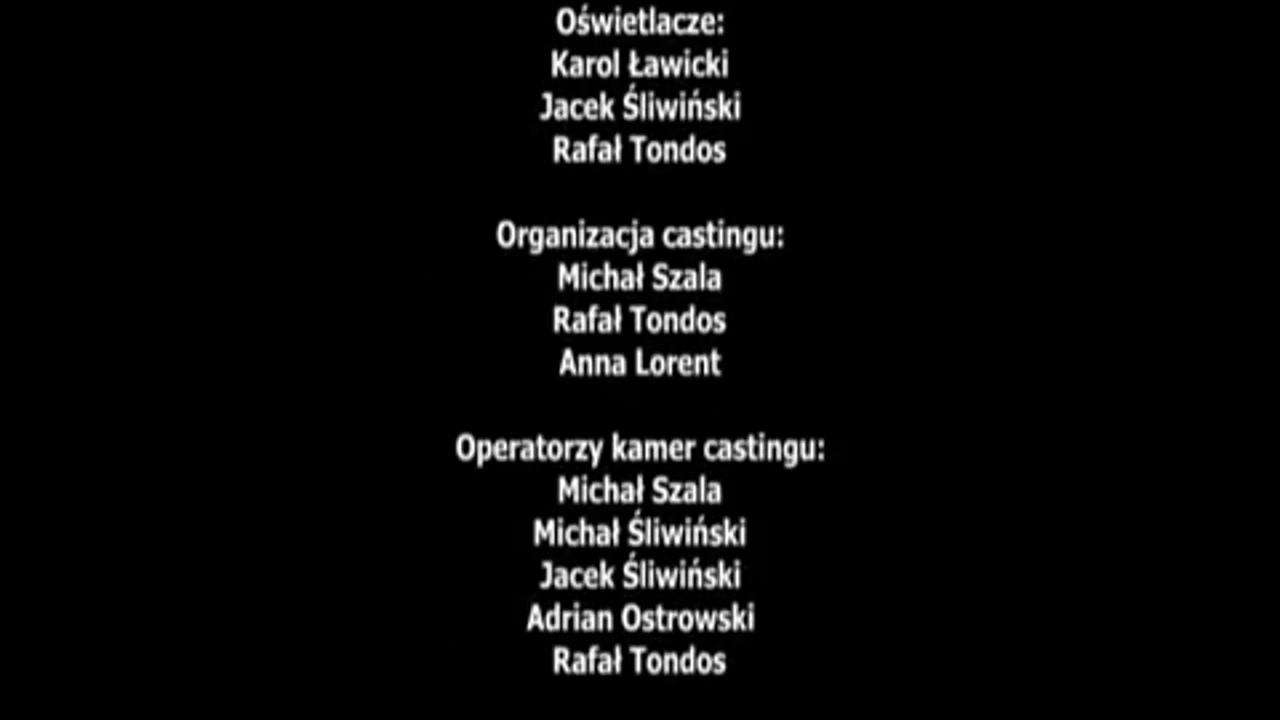 Oświetlacze:
Karol Ławicki
Jacek Śliwiński
Rafał Tondos
Organizacja castingu:
Michał Szala
Rafał Tondos
Anna Lorent
Operatorzy kamer castingu:
Michał Szala
Michał Śliwiński
Jacek Śliwiński
Adrian Ostrowski
Rafał Tondos